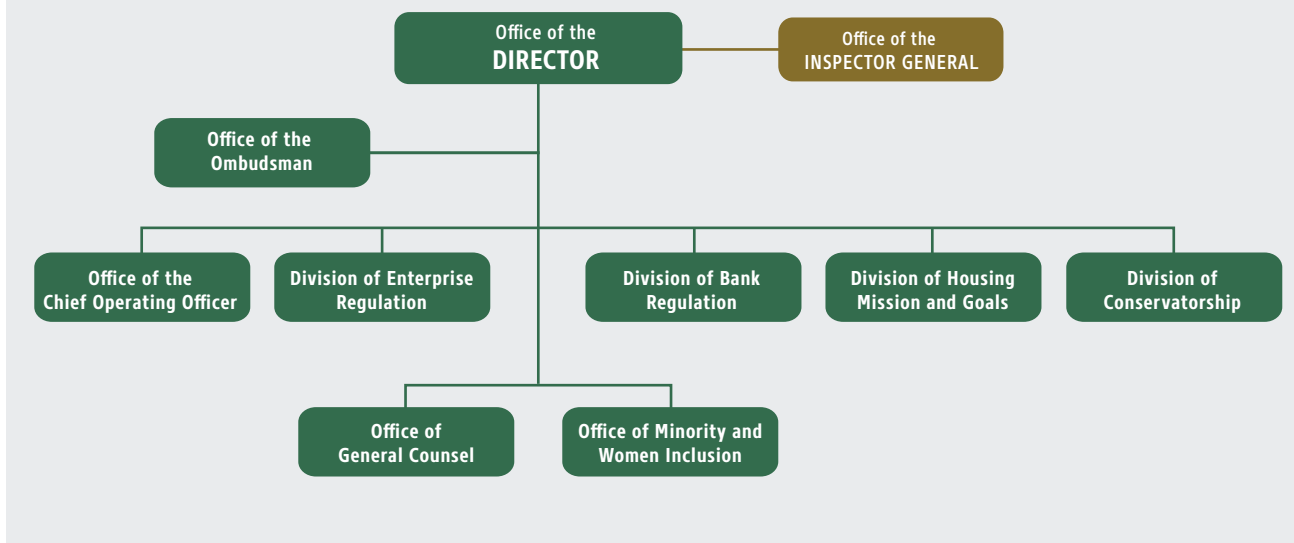 Office of the
DIRECTOR
Office of the
INSPECTOR GENERAL
Office of the
Ombudsman
Office of the
Chief Operating Officer
Division of Enterprise
Regulation
Division of Bank
Regulation
Division of Housing
Mission and Goals
Division of
Conservatorship
Office of
General Counsel
Office of Minority and
Women Inclusion